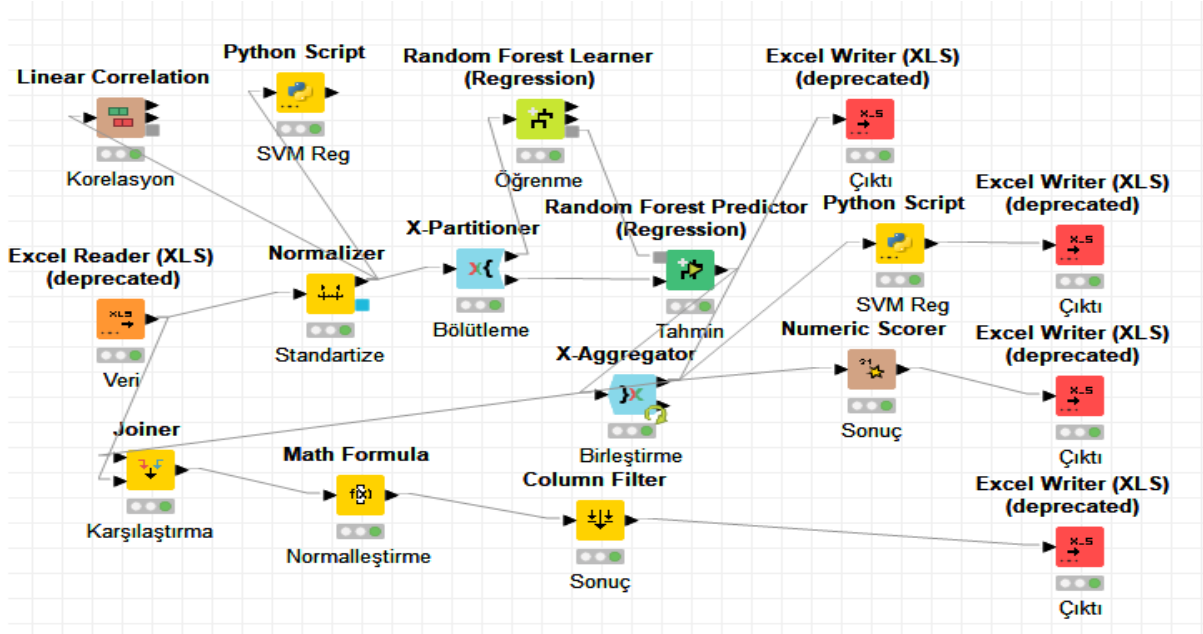 Python Script
SVM Reg
Linear Correlation
Korelasyon
Random Forest Learner
(Regression)
Öğrenme
Excel Writer (XLS)
(deprecated)
Çıktı
Excel Reader (XLS)
(deprecated)
XLS
Veri
Normalizer
Standartize
X-Partitioner
Bölütleme
Random Forest Predictor
(Regression)
Tahmin
Python Script
SVM Reg
Excel Writer (XLS)
(deprecated)
Çıktı
X-Aggregator
Birleştirme
Numeric Scorer
Sonuç
Excel Writer (XLS)
(deprecated)
Çıktı
Joiner
Karşılaştırma
Math Formula
f(x)
Normalleştirme
Column Filter
Sonuç
Excel Writer (XLS)
(deprecated)
Çıktı